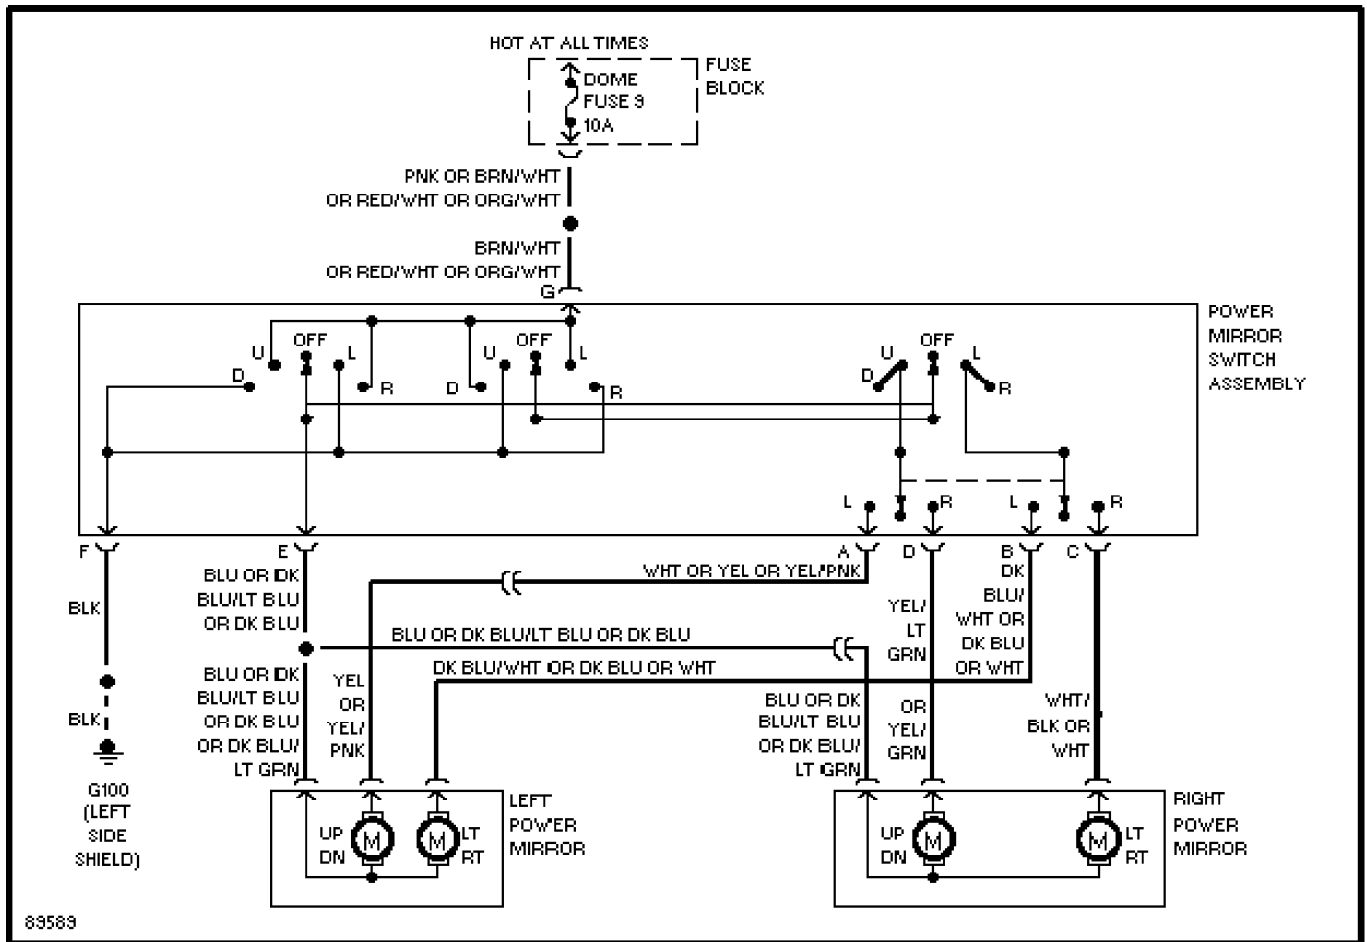 HOT AT ALL TIMES
FUSE
BLOCK
DOME
FUSE 9
10A
PNK OR BRN/WHT
OR RED/WHT OR ORG/WHT
BRN/WHT
OR RED/WHT OR ORG/WHT
G
POWER
MIRROR
SWITCH
ASSEMBLY
OFF
U
L
D
R
OFF
U
L
D
R
OFF
U
L
D
R
L
R
L
R
F
E
A
D
B
C
BLK
BLU OR DK
BLU/LT BLU
OR DK BLU
WHT OR YEL OR YEL/PNK
BLU OR DK BLU/LT BLU OR DK BLU
DK BLU/WHT OR DK BLU OR WHT
YEL/
LT
GRN
DK
BLU/
WHT OR
DK BLU
OR WHT
BLK
BLU OR DK
BLU/LT BLU
OR DK BLU
OR DK BLU/
LT GRN
YEL
OR
YEL/
PNK
BLU OR DK
BLU/LT BLU
OR DK BLU/
LT GRN
OR
YEL/
GRN
WHT/
BLK OR
WHT
G100
(LEFT
SIDE
SHIELD)
UP
DN
M
M
LT
RT
LEFT
POWER
MIRROR
UP
DN
M
M
LT
RT
RIGHT
POWER
MIRROR
89589